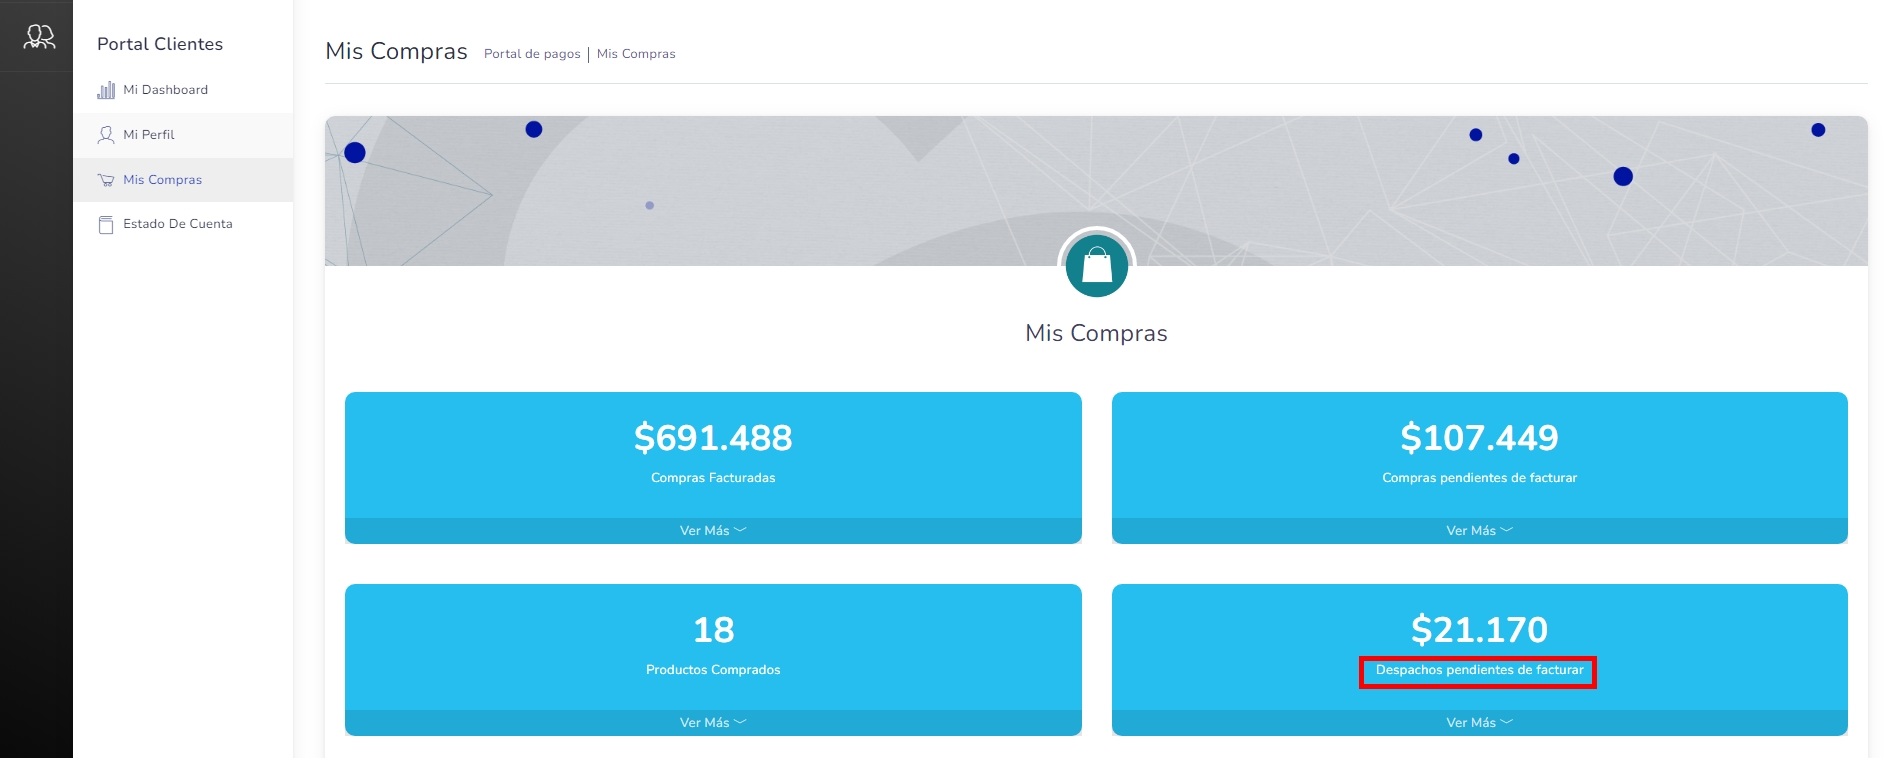 Portal Clientes
Mi Dashboard
Mi Perfil
Mis Compras
Estado De Cuenta
Mis Compras Portal de pagos | Mis Compras
Mis Compras
$691.488
Compras Facturadas
Ver Más
$107.449
Compras pendientes de facturar
Ver Más
18
Productos Comprados
Ver Más
$21.170
Despachos pendientes de facturar
Ver Más